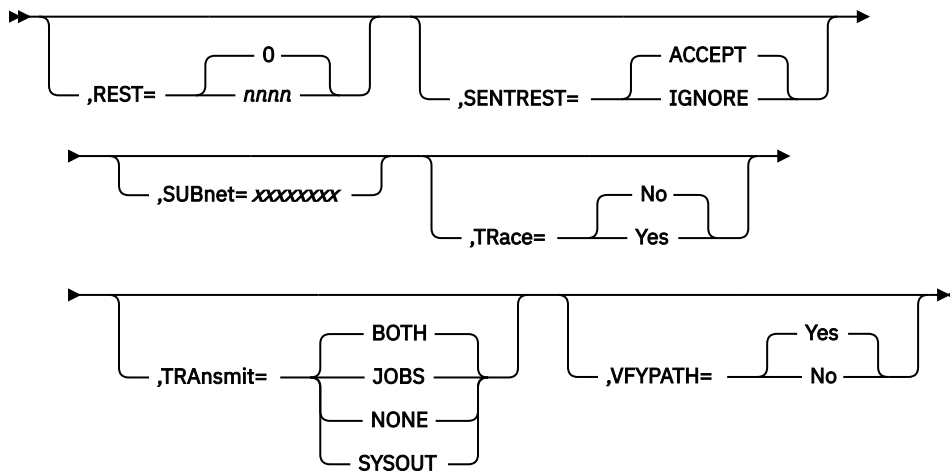 0
ACCEPT
,REST= nnnn
,SENTREST= IGNORE
,SUBnet= xxxxxxxx
No
,TRace= Yes
BOTH
Yes
,TRAnsmit= JOBS
,VFYPATH= No
NONE
SYSOUT